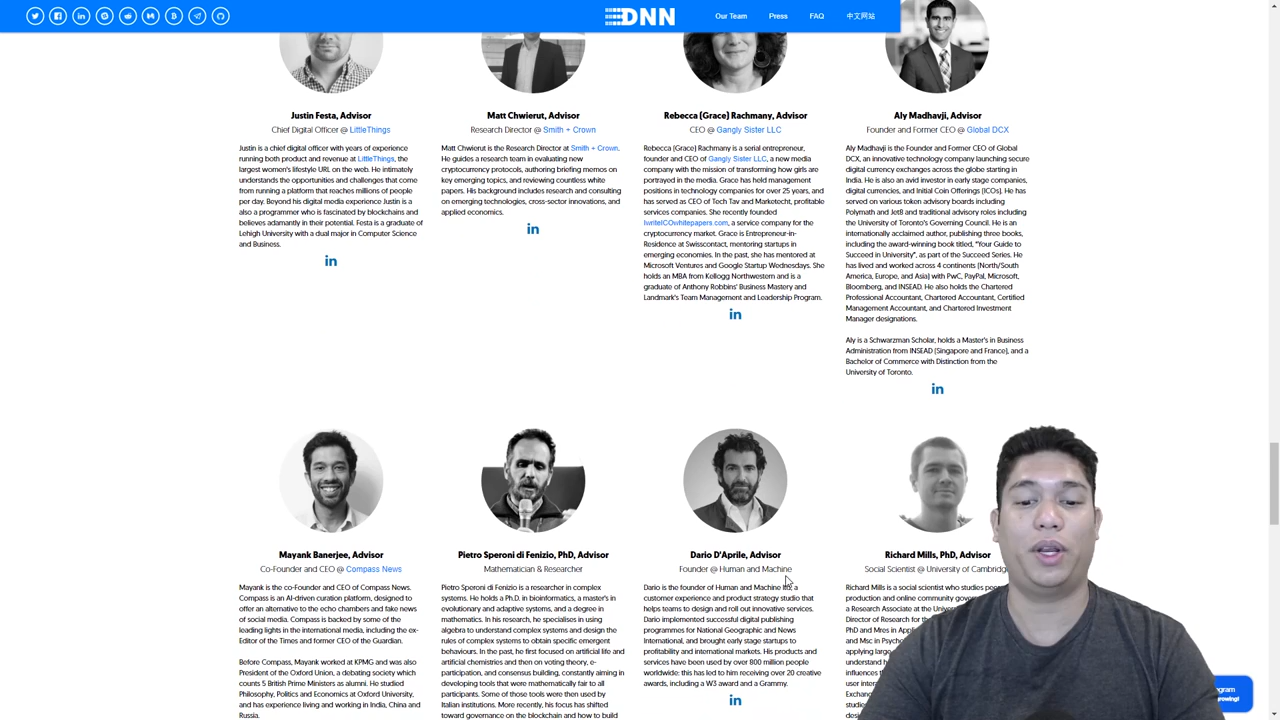 DNN
Our Team
Press
FAQ
中文网站
Justin Festa, Advisor
Chief Digital Officer @ LittleThings
Justin is a chief digital officer with years of experience
running both product and revenue at LittleThings, the
largest women's lifestyle URL on the web. He intimately
understands the opportunities and challenges that come
from running a platform that reaches millions of people
per day. Beyond his digital media experience Justin is a
also a programmer who is fascinated by blockchains and
believes adamantly in their potential. Festa is a graduate of
Lehigh University with a dual major in Computer Science
and Business.
in
Matt Chwierut, Advisor
Research Director @ Smith + Crown
Matt Chwierut is the Research Director at Smith + Crown.
He guides a research team in evaluating new
cryptocurrency protocols, authoring briefing memos on
key emerging topics, and reviewing countless white
papers. His background includes research and consulting
on emerging technologies, cross-sector innovations, and
applied economics.
in
Rebecca (Grace) Rachmany, Advisor
CEO @ Gangly Sister LLC
Rebecca (Grace) Rachmany is a serial entrepreneur,
founder and CEO of Gangly Sister LLC, a new media
company with the mission of transforming how girls are
portrayed in the media. Grace has held management
positions in technology companies for over 25 years, and
has served as CEO of Tech Tav and Marketecht, profitable
services companies. She recently founded
IwriteICOwhitepapers.com, a service company for the
cryptocurrency market. Grace is Entrepreneur-in-
Residence at Swisscontact, mentoring startups in
emerging economies. In the past, she has mentored at
Microsoft Ventures and Google Startup Wednesdays. She
holds an MBA from Kellogg Northwestern and is a
graduate of Anthony Robbins' Business Mastery and
Landmark's Team Management and Leadership Program.
in
Aly Madhavji, Advisor
Founder and Former CEO @ Global DCX
Aly Madhavji is the Founder and Former CEO of Global
DCX, an innovative technology company launching secure
digital currency exchanges across the globe starting in
India. He is also an avid investor in early stage companies,
digital currencies, and Initial Coin Offerings (ICOs). He has
served on various token advisory boards including
Polymath and Jet8 and traditional advisory roles including
the University of Toronto's Governing Council. He is an
internationally acclaimed author, publishing three books,
including the award-winning book titled, "Your Guide to
Succeed in University", as part of the Succeed Series. He
has lived and worked across 4 continents (North/South
America, Europe, and Asia) with PwC, PayPal, Microsoft,
Bloomberg, and INSEAD. He also holds the Chartered
Professional Accountant, Chartered Accountant, Certified
Management Accountant, and Chartered Investment
Manager designations.
Aly is a Schwarzman Scholar, holds a Master's in Business
Administration from INSEAD (Singapore and France), and a
Bachelor of Commerce with Distinction from the
University of Toronto.
in
Mayank Banerjee, Advisor
Co-Founder and CEO @ Compass News
Mayank is the co-Founder and CEO of Compass News.
Compass is an AI-driven curation platform, designed to
offer an alternative to the echo chambers and fake news
of social media. Compass is backed by some of the
leading lights in the international media, including the ex-
Editor of the Times and former CEO of the Guardian.
Before Compass, Mayank worked at KPMG and was also
President of the Oxford Union, a debating society which
counts 5 British Prime Ministers as alumni. He studied
Philosophy, Politics and Economics at Oxford University,
and has experience living and working in India, China and
Russia.
Pietro Speroni di Fenizio, PhD, Advisor
Mathematician & Researcher
Pietro Speroni di Fenizio is a researcher in complex
systems. He holds a Ph.D. in bioinformatics, a master's in
evolutionary and adaptive systems, and a degree in
mathematics. In his research, he specialises in using
algebra to understand complex systems and design the
rules of complex systems to obtain specific emergent
behaviours. In the past, he first focused on artificial life and
artificial chemistries and then on voting theory, e-
participation, and consensus building, constantly aiming in
developing tools that were mathematically fair to all
participants. Some of those tools were then used by
Italian institutions. More recently, his focus has shifted
toward governance on the blockchain and how to build
Dario D'Aprile, Advisor
Founder @ Human and Machine
Dario is the founder of Human and Machine a
customer experience and product strategy studio that
helps teams to design and roll out innovative services.
Dario implemented successful digital publishing
programmes for National Geographic and News
International, and brought early stage startups to
profitability and international markets. His products and
services have been used by over 800 million people
worldwide: this has led to him receiving over 20 creative
awards, including a W3 award and a Grammy.
in
Richard Mills, PhD, Advisor
Social Scientist @ University of
Richard Mills is a social scientist who studies
production and online community
a Research Associate at the
Director of Research for
PhD and Mres in
and Msc in
applying large
understand
influences
user